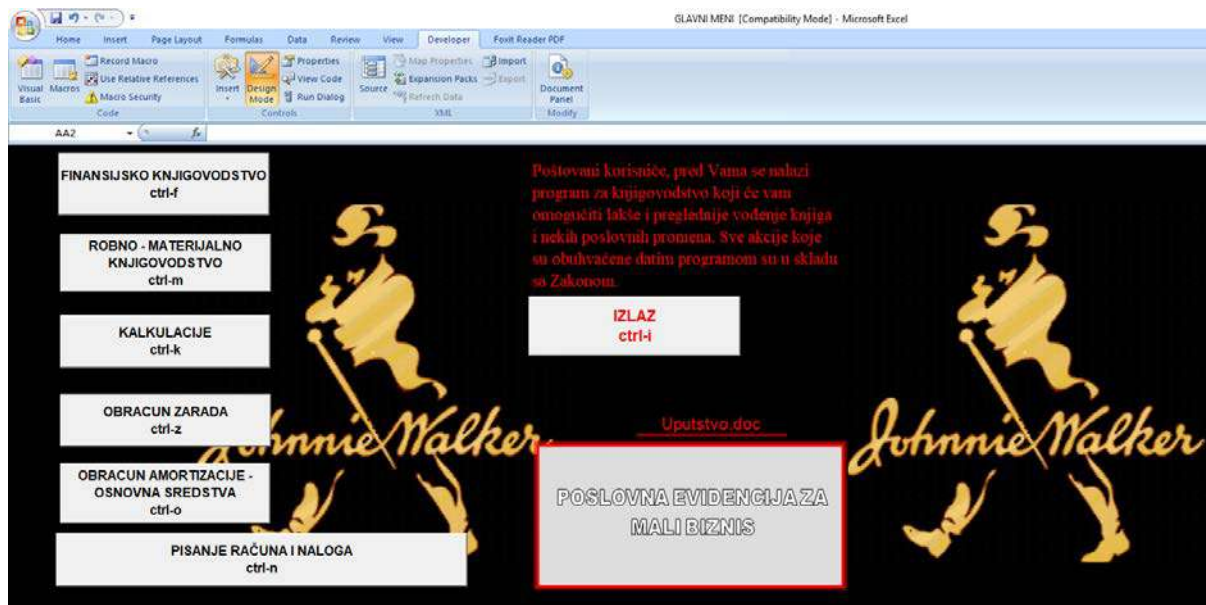 GLAVNI MENI [Compatibility Mode] - Microsoft Excel
Home Insert Page Layout Formulas Data Review View Developer Foxit Reader PDF
Visual Basic
Macros
Record Macro
Use Relative References
Macro Security
Code
Insert
Design Mode
Properties
View Code
Run Dialog
Controls
Source
Map Properties
Expansion Packs
Refresh Data
Import
Export
XML
Document Panel
Modify
AA2
fx
FINANSIJSKO KNJIGOVODSTVO
ctrl-f
ROBNO - MATERIJALNO
KNJIGOVODSTVO
ctrl-m
KALKULACIJE
ctrl-k
OBRACUN ZARADA
ctrl-z
OBRACUN AMORTIZACIJE -
OSNOVNA SREDSTVA
ctrl-o
PISANJE RAČUNA I NALOGA
ctrl-n
Poštovani korisniče, pred Vama se nalazi
program za knjigovodstvo koji će vam
omogućiti lakše i preglednije vođenje knjiga
i nekih poslovnih promena. Sve akcije koje
su obuhvaćene datim programom su u skladu
sa Zakonom.
IZLAZ
ctrl-i
Uputstvo.doc
POSLOVNA EVIDENCIJA ZA
MALI BIZNIS
Johnnie Walker
Johnnie Walker